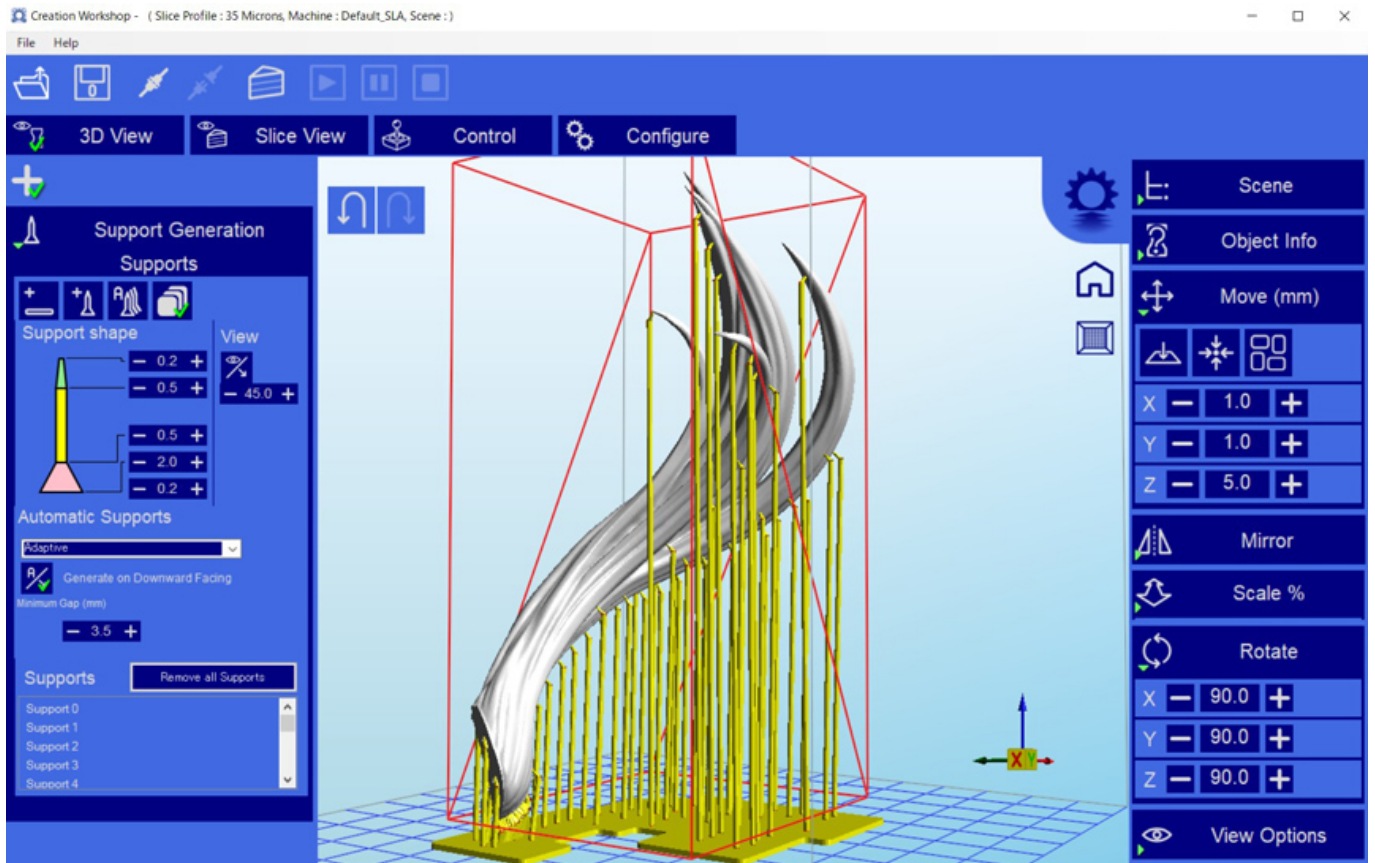 Creation Workshop - ( Slice Profile : 35 Microns, Machine : Default_SLA, Scene : )
File Help
3D View Slice View Control Configure
Support Generation
Supports
Support shape View
0.2
0.5
45.0
0.5
2.0
0.2
Automatic Supports
Adaptive
Generate on Downward Facing
Minimum Gap (mm)
3.5
Supports Remove all Supports
Support 0
Support 1
Support 2
Support 3
Support 4
X Y
Scene
Object Info
Move (mm)
X 1.0
Y 1.0
Z 5.0
Mirror
Scale %
Rotate
X 90.0
Y 90.0
Z 90.0
View Options